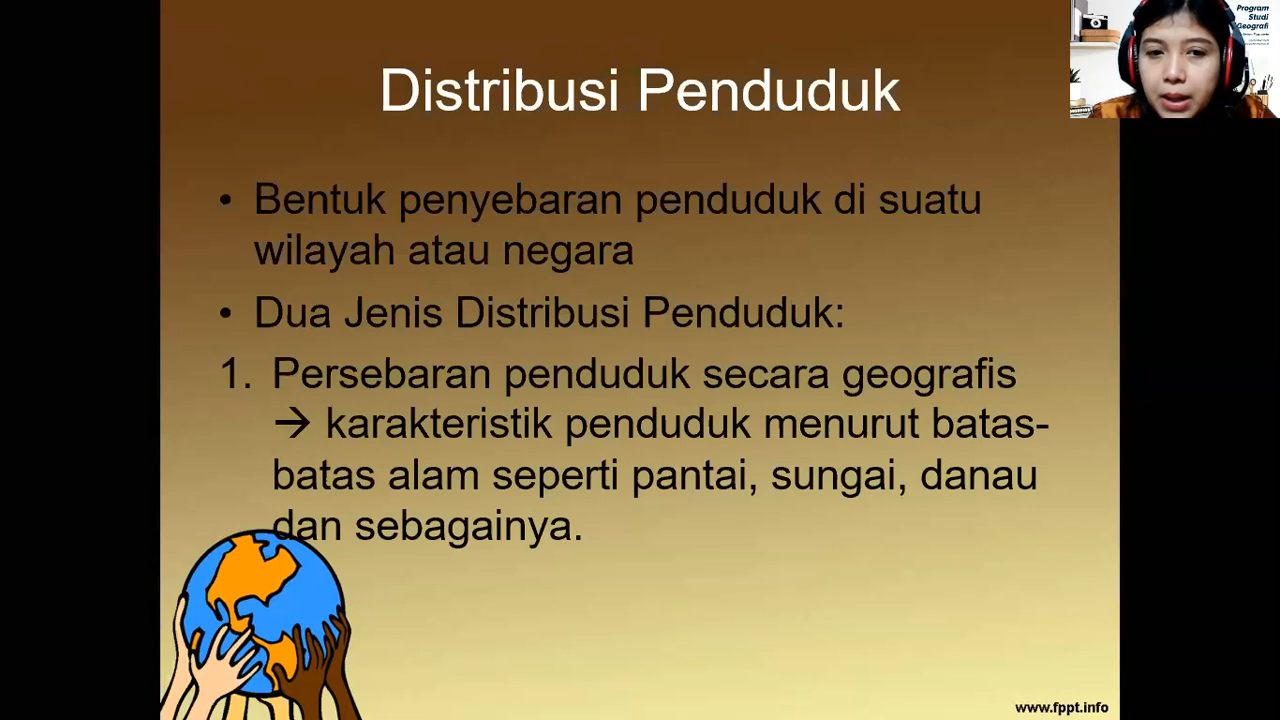 Distribusi Penduduk
• Bentuk penyebaran penduduk di suatu
wilayah atau negara
• Dua Jenis Distribusi Penduduk:
1. Persebaran penduduk secara geografis
→ karakteristik penduduk menurut batas-
batas alam seperti pantai, sungai, danau
dan sebagainya.
www.fppt.info
Program
Studi
Geografi